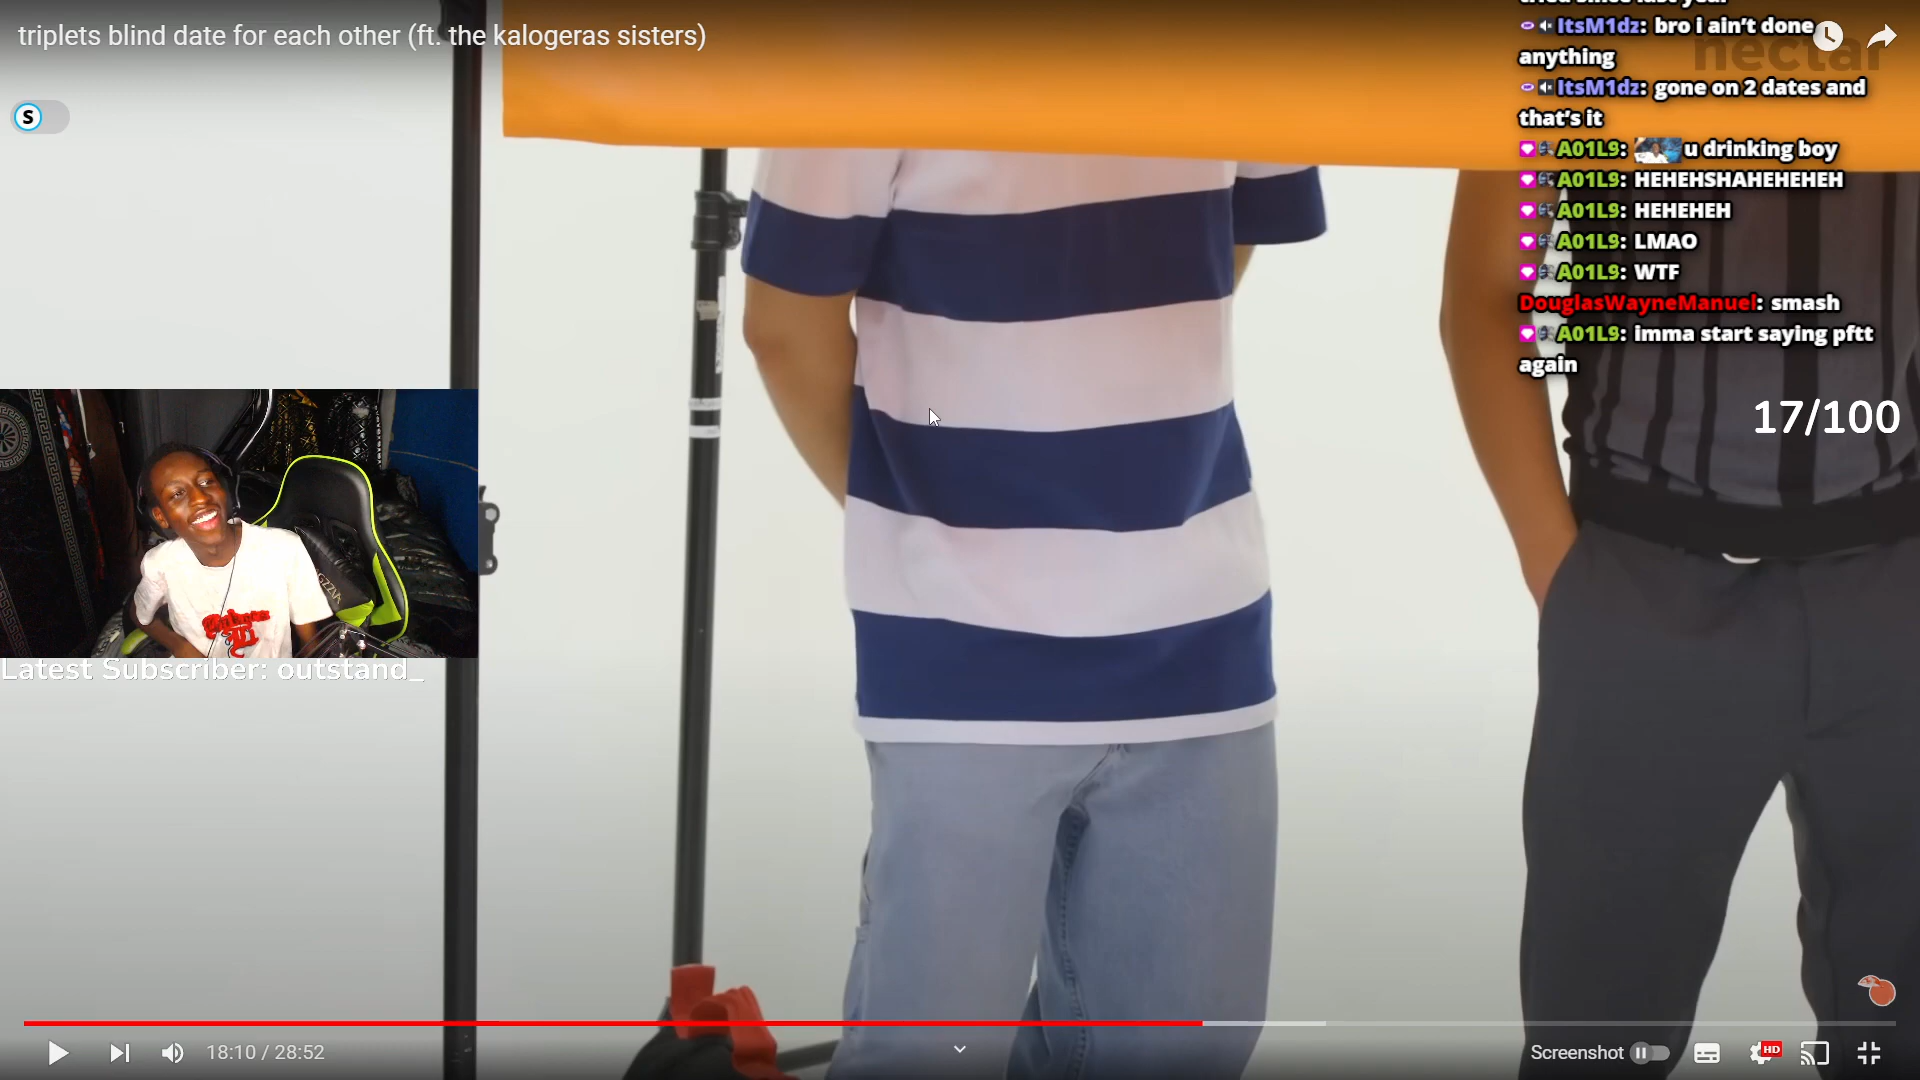 triplets blind date for each other (ft. the kalogeras sisters)
nectar
S
ItsM1dz: bro i ain't done
anything
ItsM1dz: gone on 2 dates and
that's it
A01L9: u drinking boy
A01L9: HEHEHSHAHEHEHEH
A01L9: HEHEHEH
A01L9: LMAO
A01L9: WTF
DouglasWayneManuel: smash
A01L9: imma start saying pftt
again
17/100
Latest Subscriber: outstand_
18:10 / 28:52
Screenshot
HD